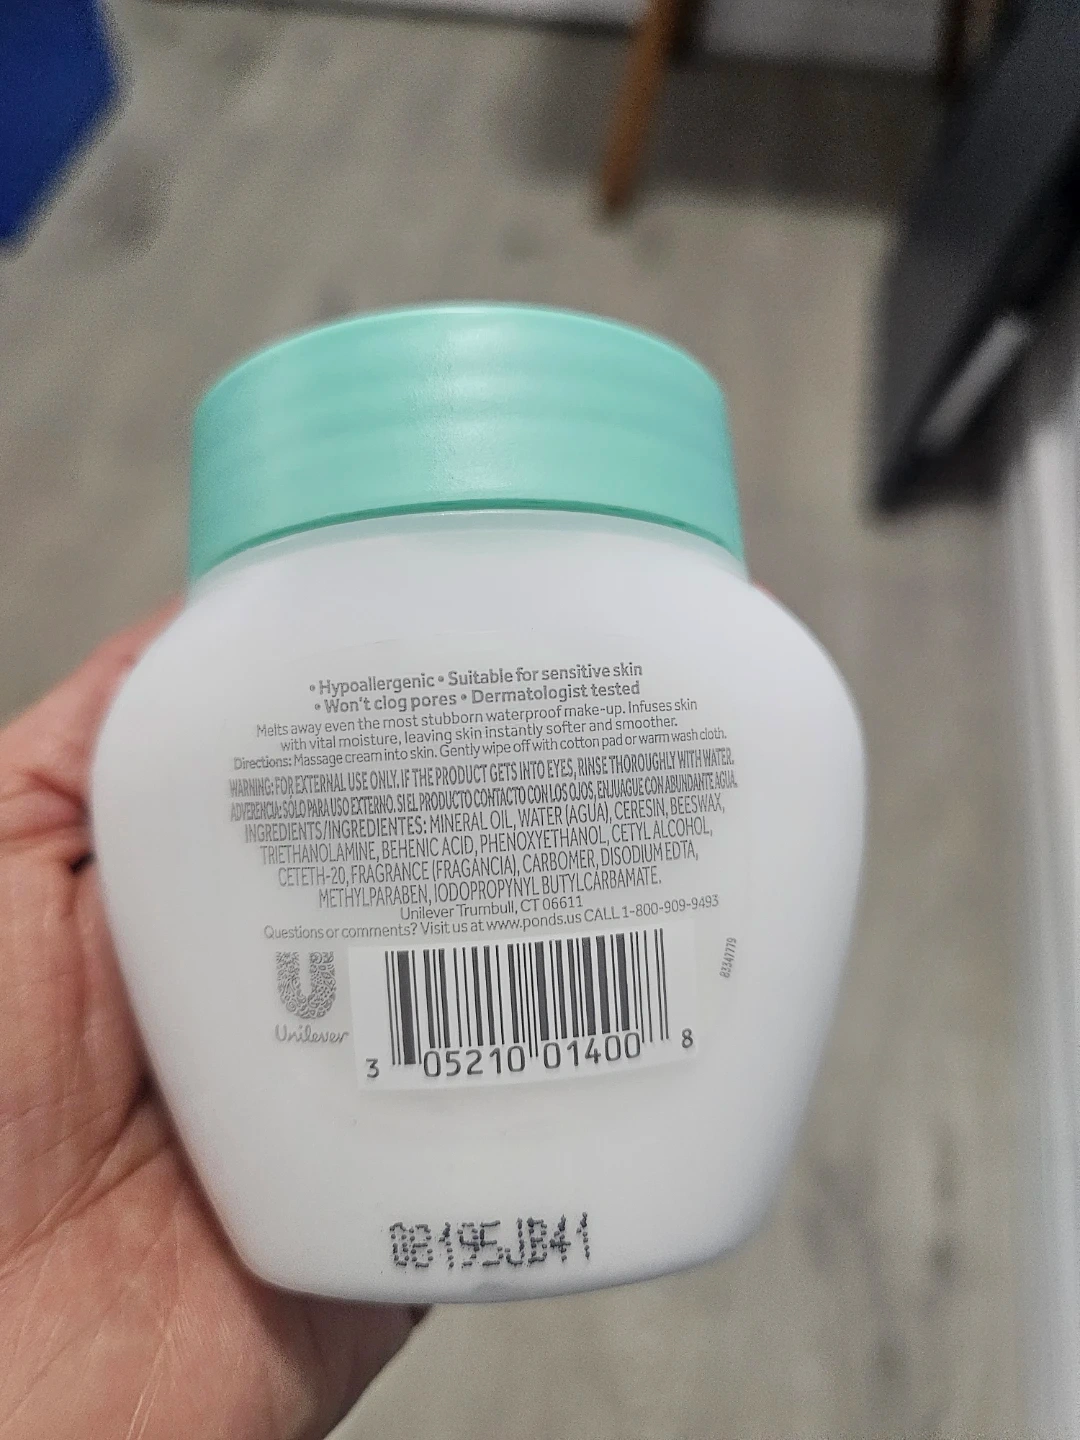 • Hypoallergenic • Suitable for sensitive skin
• Won't clog pores • Dermatologist tested
Melts away even the most stubborn waterproof make-up. Infuses skin
with vital moisture, leaving skin instantly softer and smoother.
Directions: Massage cream into skin. Gently wipe off with cotton pad or warm wash cloth.
WARNING: FOR EXTERNAL USE ONLY. IF THE PRODUCT GETS INTO EYES, RINSE THOROUGHLY WITH WATER.
ADVERENCIA: SÓLO PARA USO EXTERNO. SI EL PRODUCTO CONTACTO CON LOS OJOS, ENJUAGUE CON ABUNDANTE AGUA.
INGREDIENTS/INGREDIENTES: MINERAL OIL, WATER (AGUA), CERESIN, BEESWAX,
TRIETHANOLAMINE, BEHENIC ACID, PHENOXYETHANOL, CETYL ALCOHOL,
CETETH-20, FRAGRANCE (FRAGANCIA), CARBOMER, DISODIUM EDTA,
METHYLPARABEN, IODOPROPYNYL BUTYLCARBAMATE.
Unilever Trumbull, CT 06611
Questions or comments? Visit us at www.ponds.us CALL 1-800-909-9493
83347779
Unilever
3 05210 01400 8
08195JB41